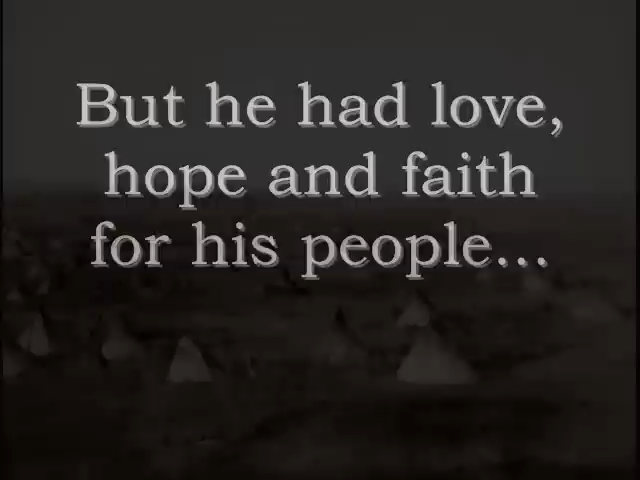 But he had love,
hope and faith
for his people...